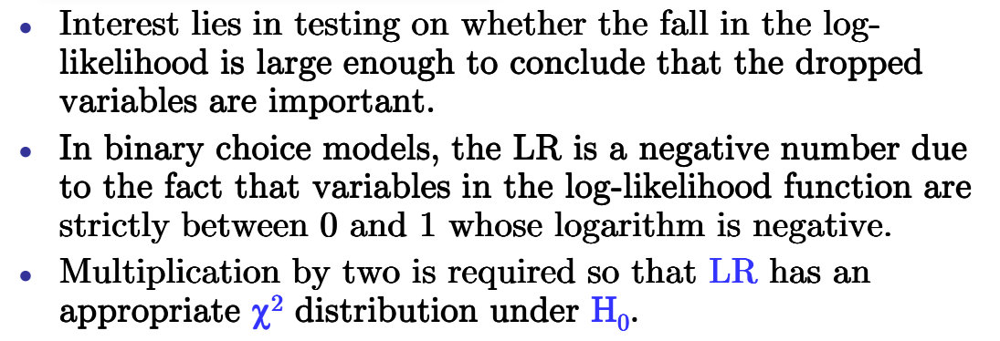 • Interest lies in testing on whether the fall in the log-
likelihood is large enough to conclude that the dropped
variables are important.
• In binary choice models, the LR is a negative number due
to the fact that variables in the log-likelihood function are
strictly between 0 and 1 whose logarithm is negative.
• Multiplication by two is required so that LR has an
appropriate χ² distribution under H₀.